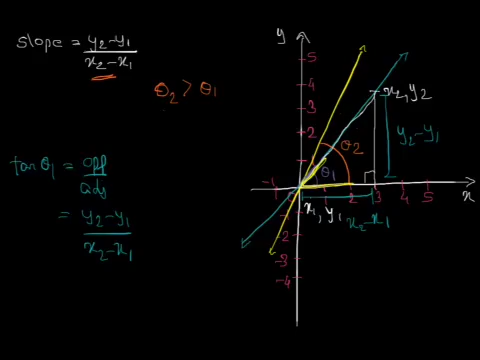 slope = y2-y1
x2-x1
θ2 > θ1
tan θ1 = opp
adj
= y2-y1
x2-x1
y
5
4
x2, y2
3
2
θ2
y2-y1
1
θ1
-1
1
2
3
4
5
x
x1, y1
x2-x1
-2
-3
-4